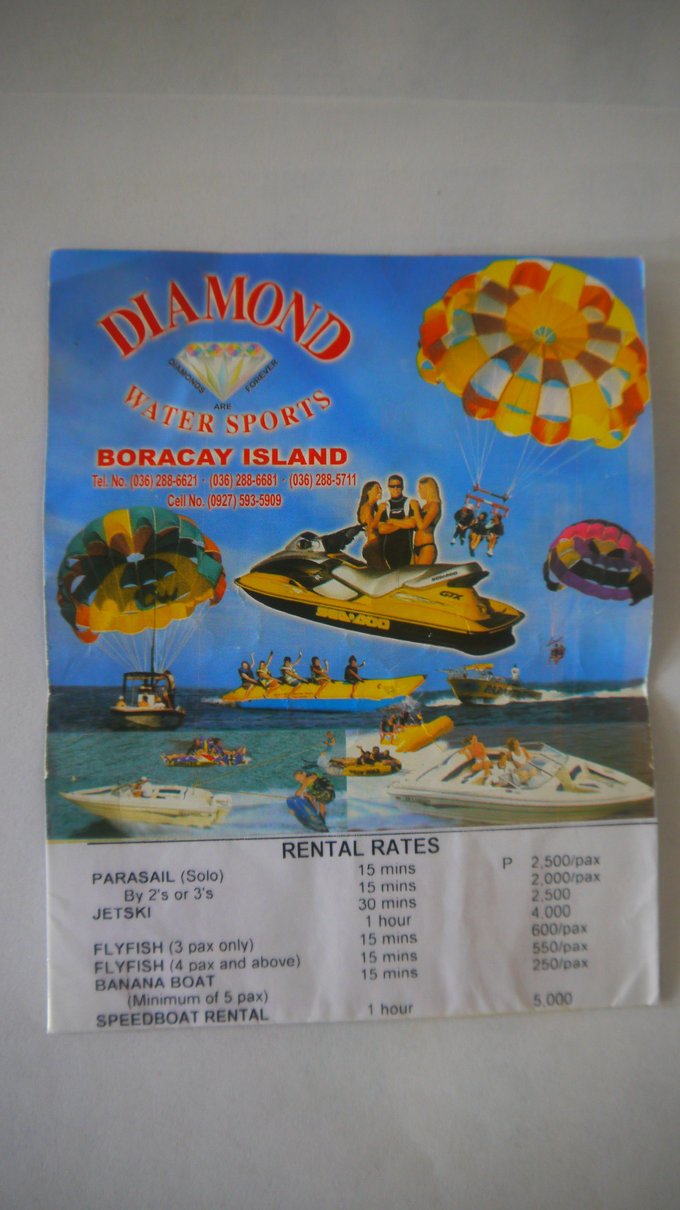 DIAMOND
DIAMONDS ARE FOREVER
WATER SPORTS
BORACAY ISLAND
Tel. No. (036) 288-6621 · (036) 288-6681 · (036) 288-5711
Cell No. (0927) 593-5909
SEADOO
GTX
RENTAL RATES
PARASAIL (Solo) 15 mins P 2,500/pax
By 2's or 3's 15 mins 2,000/pax
JETSKI 30 mins 2,500
1 hour 4,000
FLYFISH (3 pax only) 15 mins 600/pax
FLYFISH (4 pax and above) 15 mins 550/pax
BANANA BOAT 15 mins 250/pax
(Minimum of 5 pax)
SPEEDBOAT RENTAL 1 hour 5,000